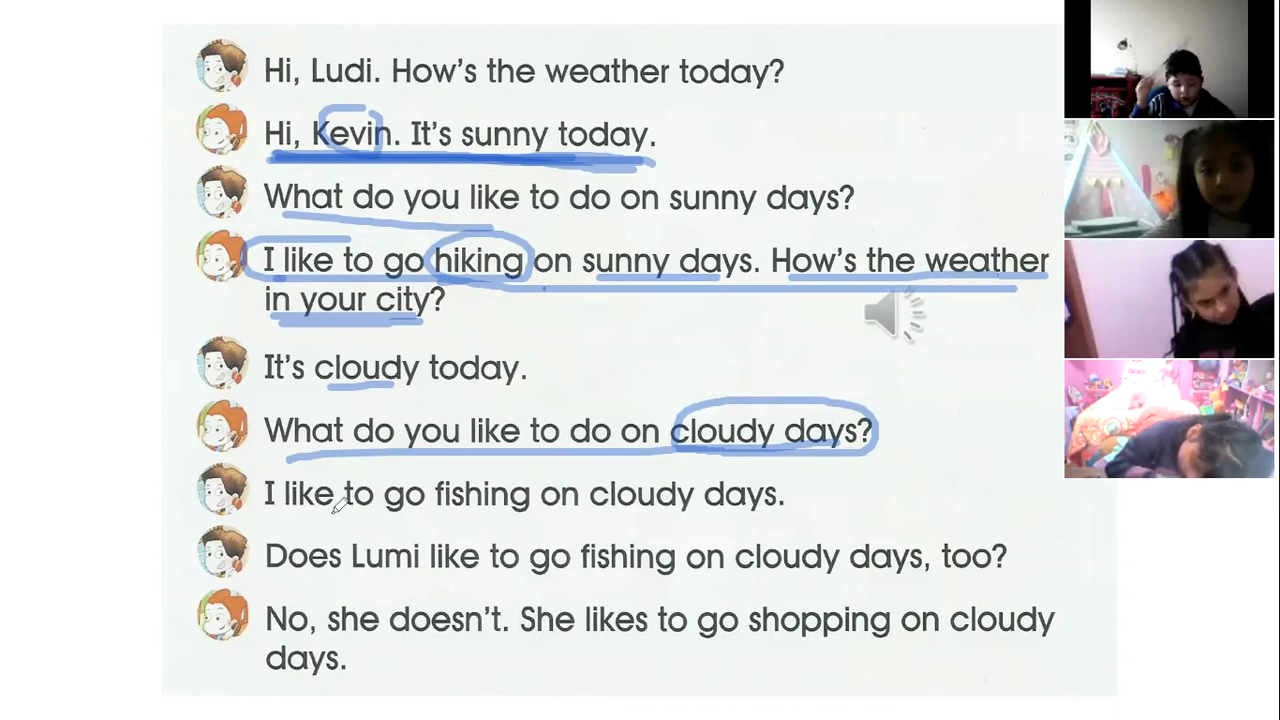 Hi, Ludi. How's the weather today?
Hi, Kevin. It's sunny today.
What do you like to do on sunny days?
I like to go hiking on sunny days. How's the weather
in your city?
It's cloudy today.
What do you like to do on cloudy days?
I like to go fishing on cloudy days.
Does Lumi like to go fishing on cloudy days, too?
No, she doesn't. She likes to go shopping on cloudy
days.